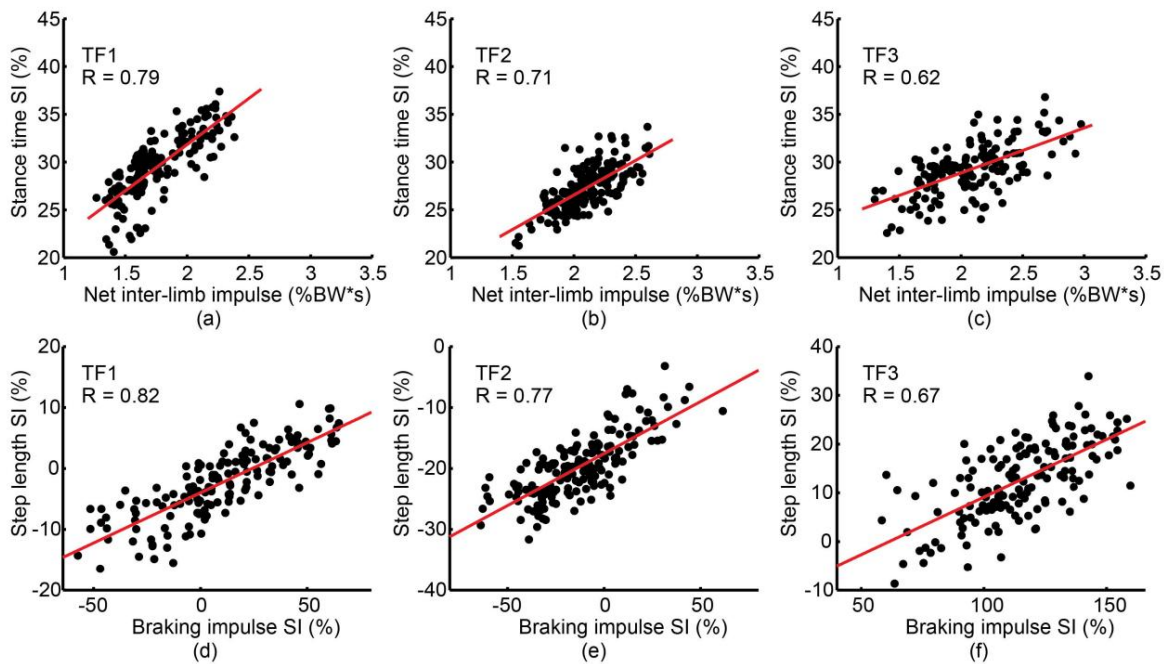 45
40
35
30
25
20
Stance time SI (%)
TF1
R = 0.79
1 1.5 2 2.5 3 3.5
Net inter-limb impulse (%BW*s)
(a)
45
40
35
30
25
20
Stance time SI (%)
TF2
R = 0.71
1 1.5 2 2.5 3 3.5
Net inter-limb impulse (%BW*s)
(b)
45
40
35
30
25
20
Stance time SI (%)
TF3
R = 0.62
1 1.5 2 2.5 3 3.5
Net inter-limb impulse (%BW*s)
(c)
20
10
0
-10
-20
Step length SI (%)
TF1
R = 0.82
-50 0 50
Braking impulse SI (%)
(d)
0
-10
-20
-30
-40
Step length SI (%)
TF2
R = 0.77
-50 0 50
Braking impulse SI (%)
(e)
40
30
20
10
0
-10
Step length SI (%)
TF3
R = 0.67
50 100 150
Braking impulse SI (%)
(f)